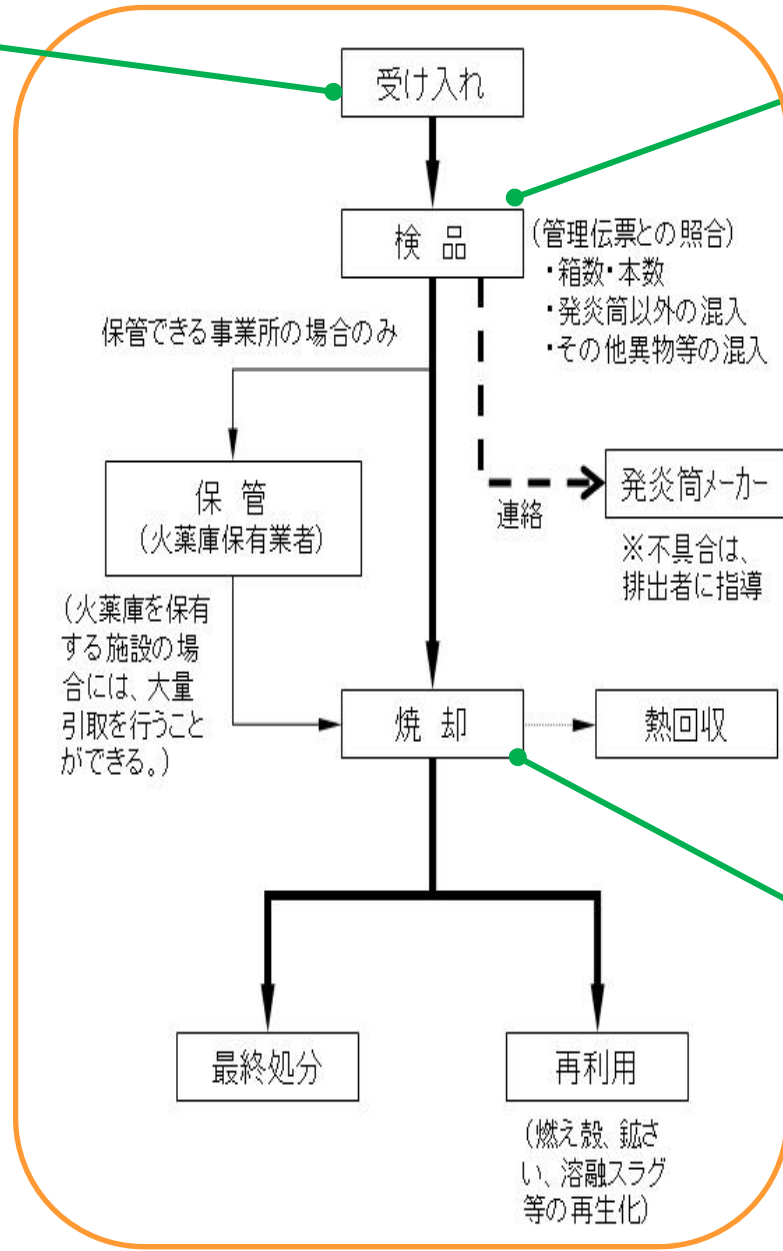 受け入れ
検 品
(管理伝票との照合)
・箱数・本数
・発炎筒以外の混入
・その他異物等の混入
保管できる事業所の場合のみ
保 管
(火薬庫保有業者)
発炎筒メーカー
連絡
※不具合は、
排出者に指導
(火薬庫を保有
する施設の場
合には、大量
引取を行うこと
ができる。)
焼 却
熱回収
最終処分
再利用
(燃え殻、鉱さ
い、溶融スラグ
等の再生化)